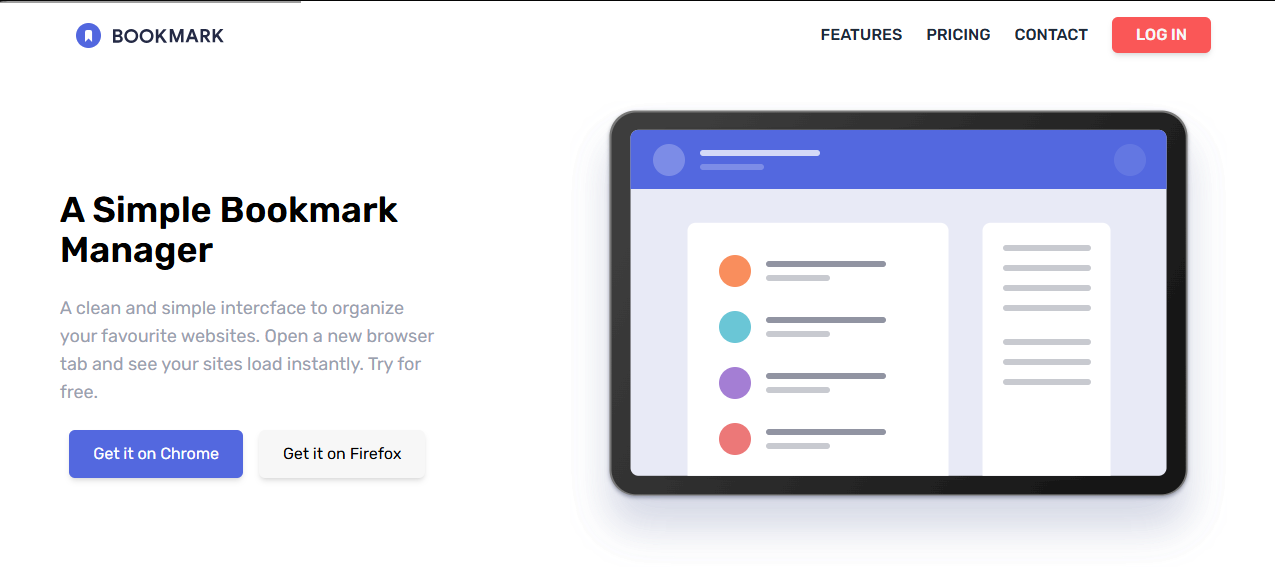 BOOKMARK
FEATURES PRICING CONTACT LOG IN
A Simple Bookmark
Manager
A clean and simple intercface to organize
your favourite websites. Open a new browser
tab and see your sites load instantly. Try for
free.
Get it on Chrome Get it on Firefox